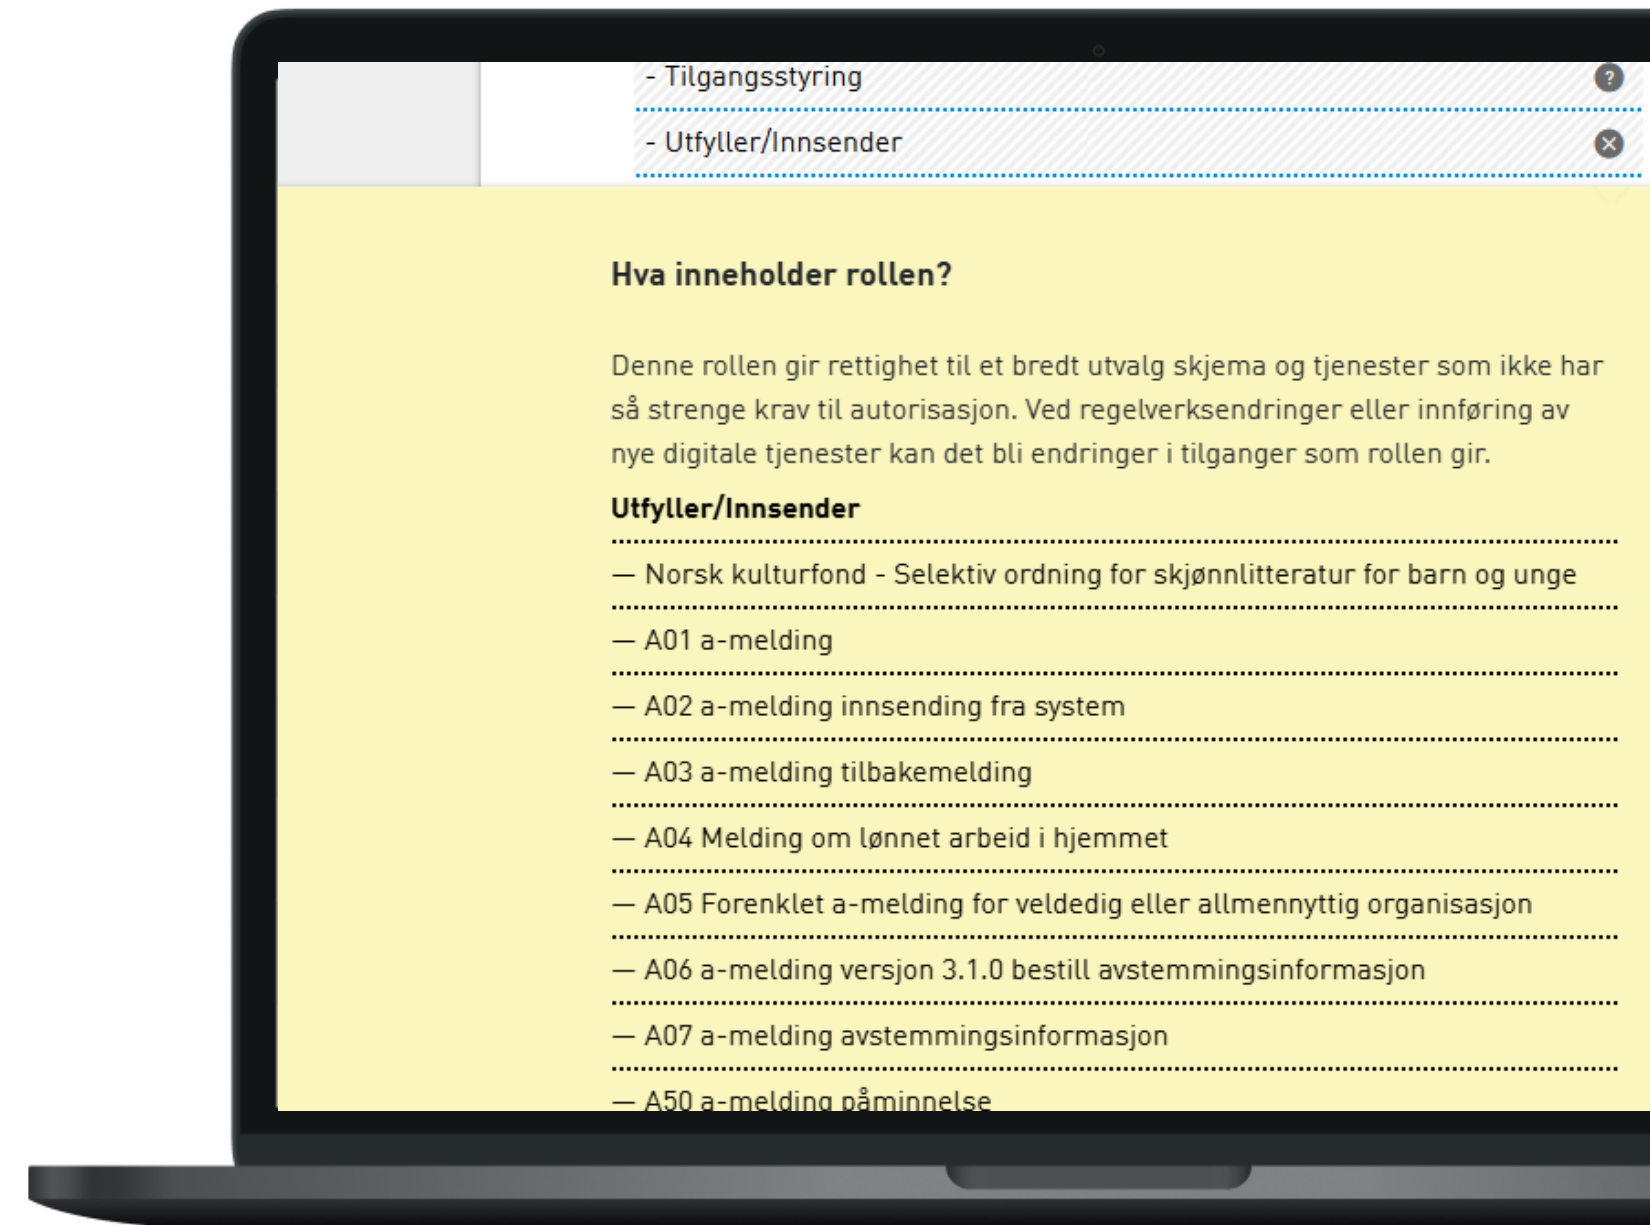 - Tilgangsstyring
- Utfyller/Innsender
Hva inneholder rollen?
Denne rollen gir rettighet til et bredt utvalg skjema og tjenester som ikke har
så strenge krav til autorisasjon. Ved regelverksendringer eller innføring av
nye digitale tjenester kan det bli endringer i tilganger som rollen gir.
Utfyller/Innsender
— Norsk kulturfond - Selektiv ordning for skjønnlitteratur for barn og unge
— A01 a-melding
— A02 a-melding innsending fra system
— A03 a-melding tilbakemelding
— A04 Melding om lønnet arbeid i hjemmet
— A05 Forenklet a-melding for veldedig eller allmennyttig organisasjon
— A06 a-melding versjon 3.1.0 bestill avstemmingsinformasjon
— A07 a-melding avstemmingsinformasjon
— A50 a-melding påminnelse